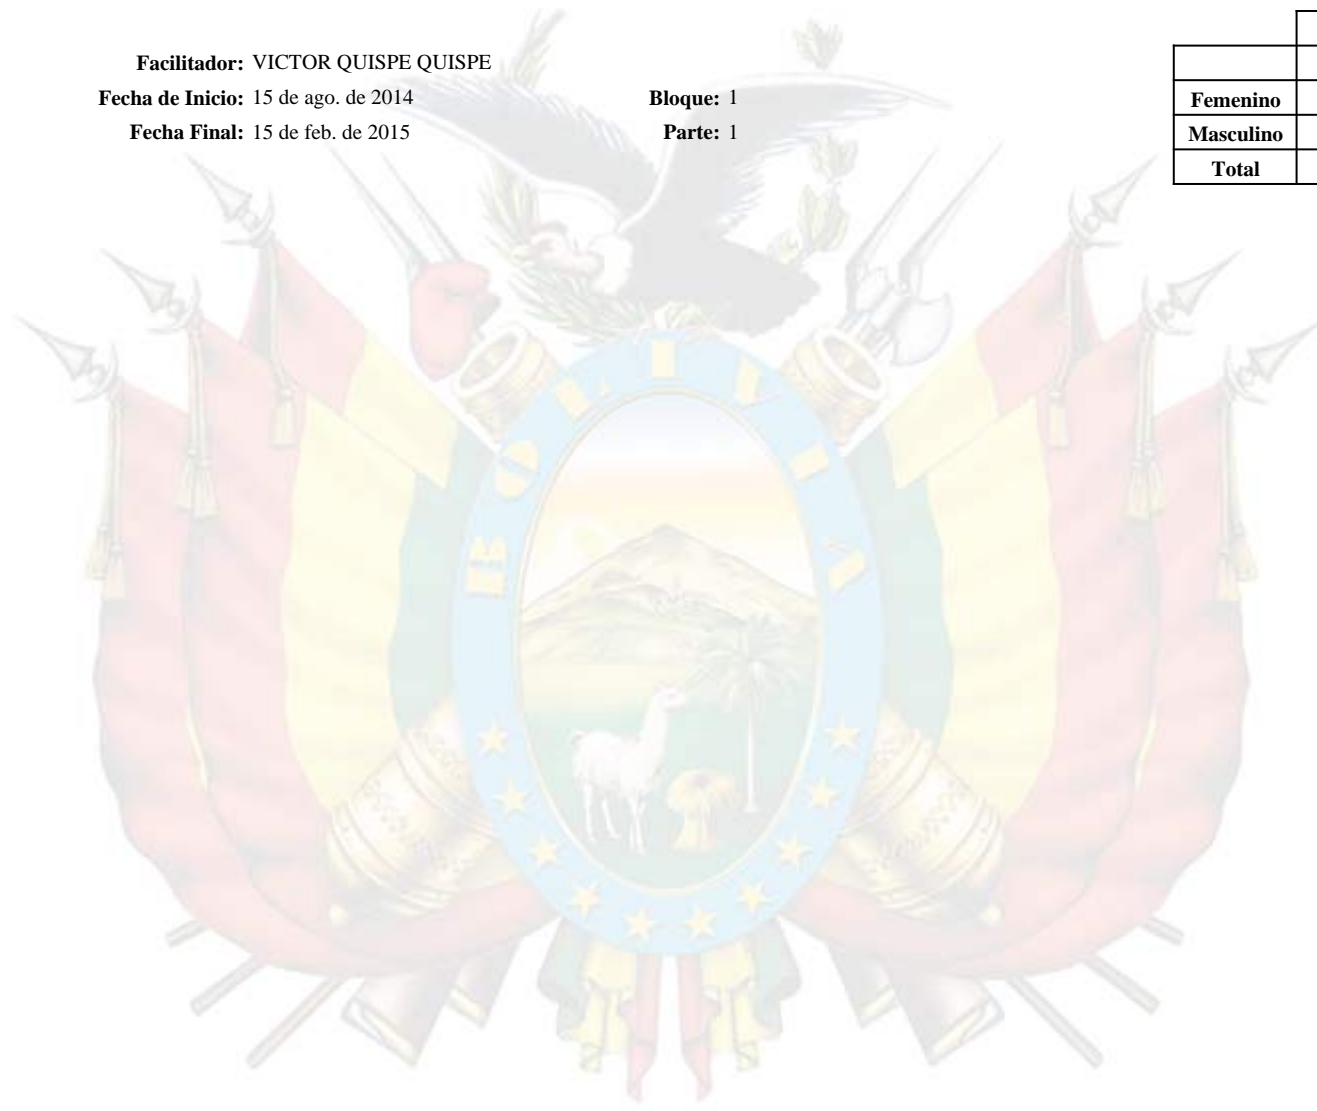 Facilitador: VICTOR QUISPE QUISPE
Fecha de Inicio: 15 de ago. de 2014 Bloque: 1
Fecha Final: 15 de feb. de 2015 Parte: 1
Femenino
Masculino
Total
BOLIVIA